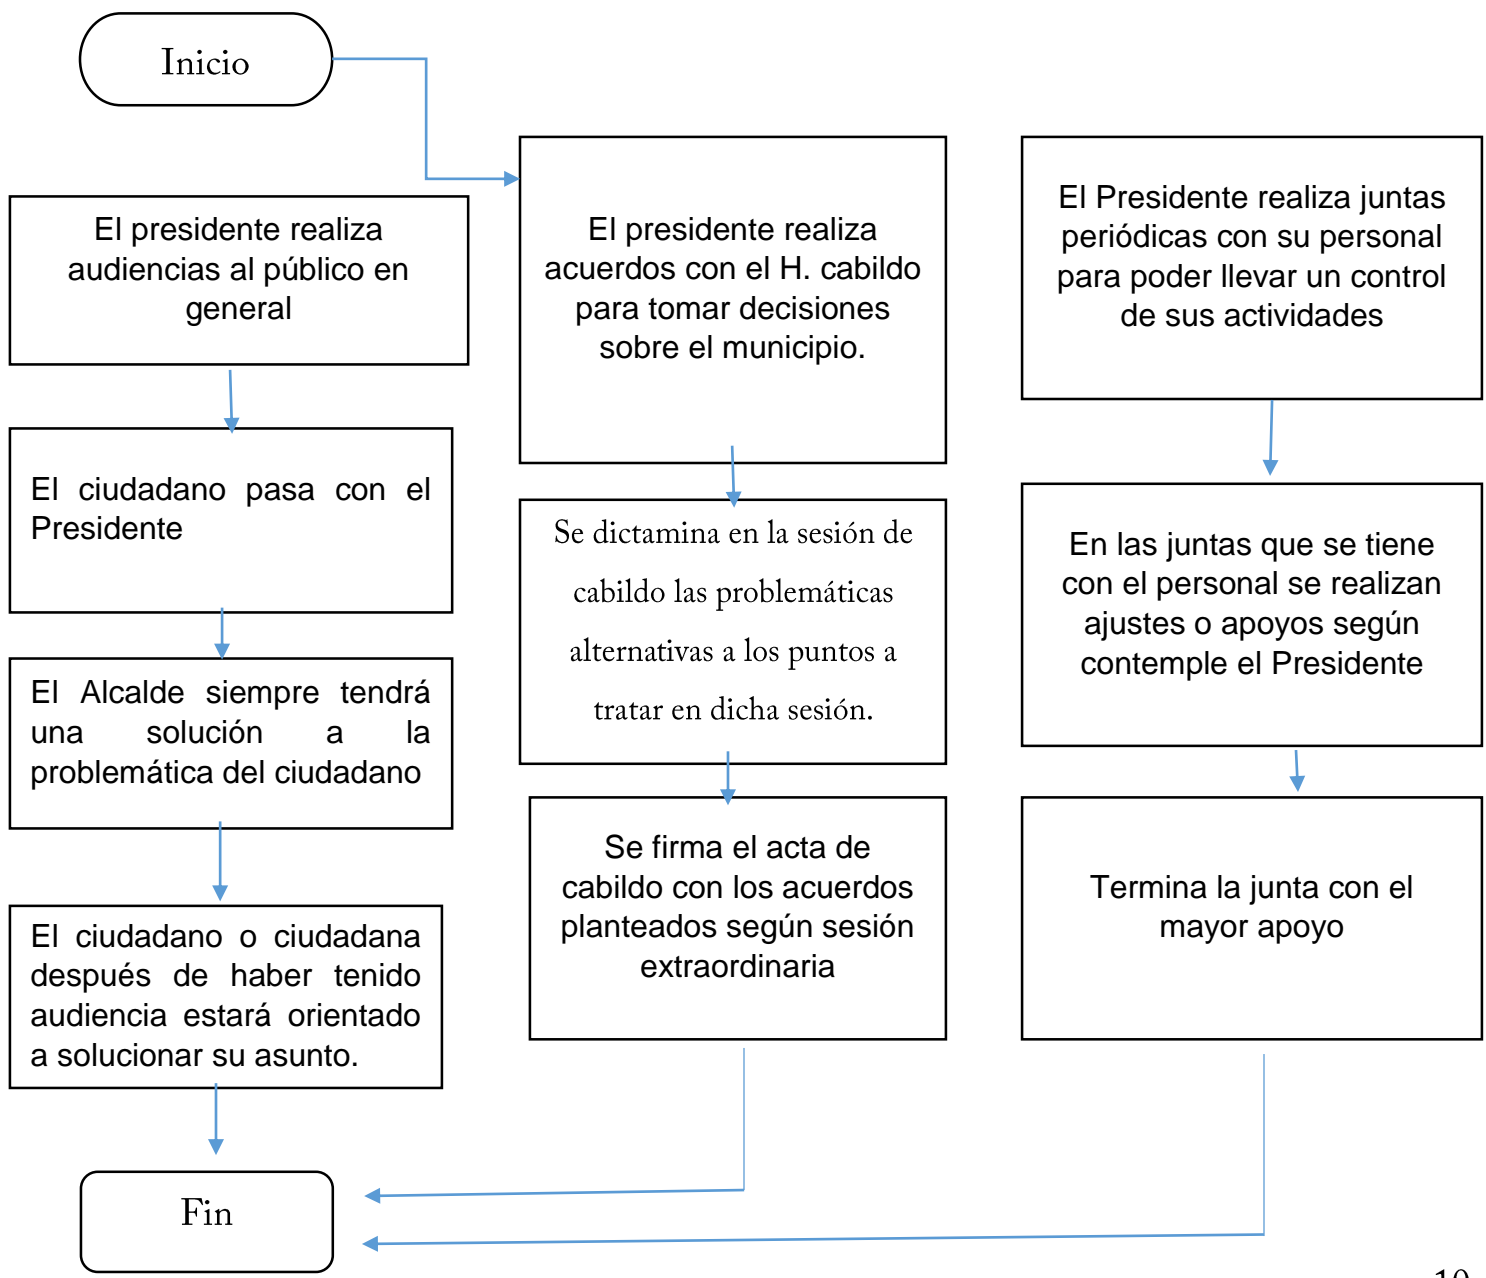 Inicio
El presidente realiza
audiencias al público en
general
El ciudadano pasa con el
Presidente
El Alcalde siempre tendrá
una solución a la
problemática del ciudadano
El ciudadano o ciudadana
después de haber tenido
audiencia estará orientado
a solucionar su asunto.
Fin
El presidente realiza
acuerdos con el H. cabildo
para tomar decisiones
sobre el municipio.
Se dictamina en la sesión de
cabildo las problemáticas
alternativas a los puntos a
tratar en dicha sesión.
Se firma el acta de
cabildo con los acuerdos
planteados según sesión
extraordinaria
El Presidente realiza juntas
periódicas con su personal
para poder llevar un control
de sus actividades
En las juntas que se tiene
con el personal se realizan
ajustes o apoyos según
contemple el Presidente
Termina la junta con el
mayor apoyo